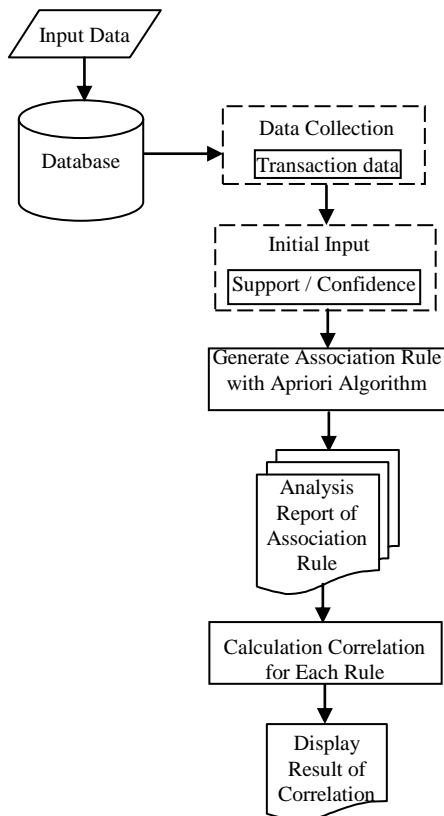 Input Data
Database
Data Collection
Transaction data
Initial Input
Support / Confidence
Generate Association Rule
with Apriori Algorithm
Analysis
Report of
Association
Rule
Calculation Correlation
for Each Rule
Display
Result of
Correlation